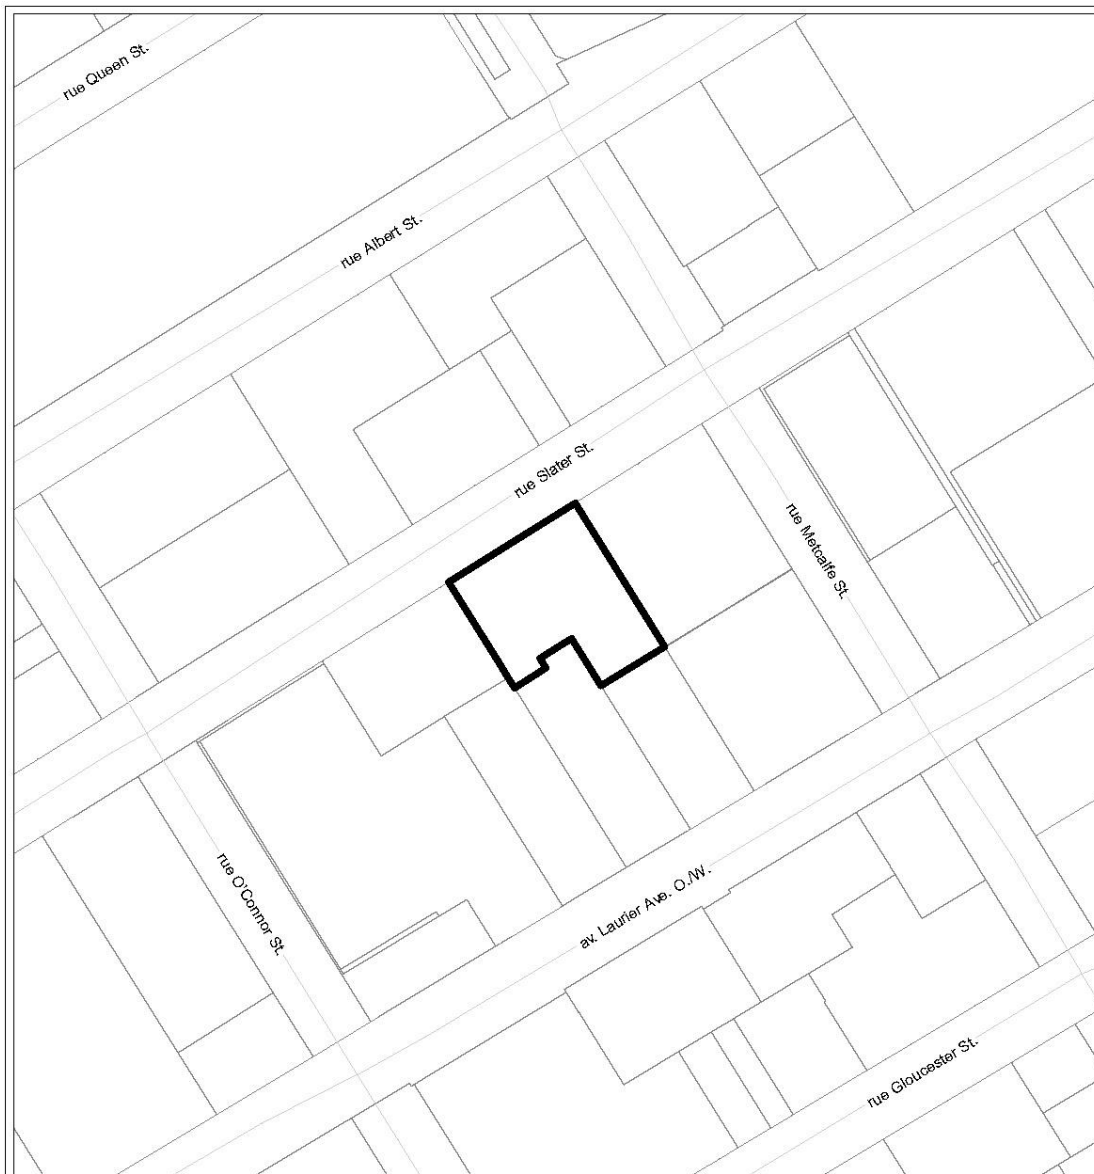 rue Queen St.
rue Albert St.
rue Slater St.
rue Metcalfe St.
rue O'Connor St.
av. Laurier Ave. O./W.
rue Gloucester St.